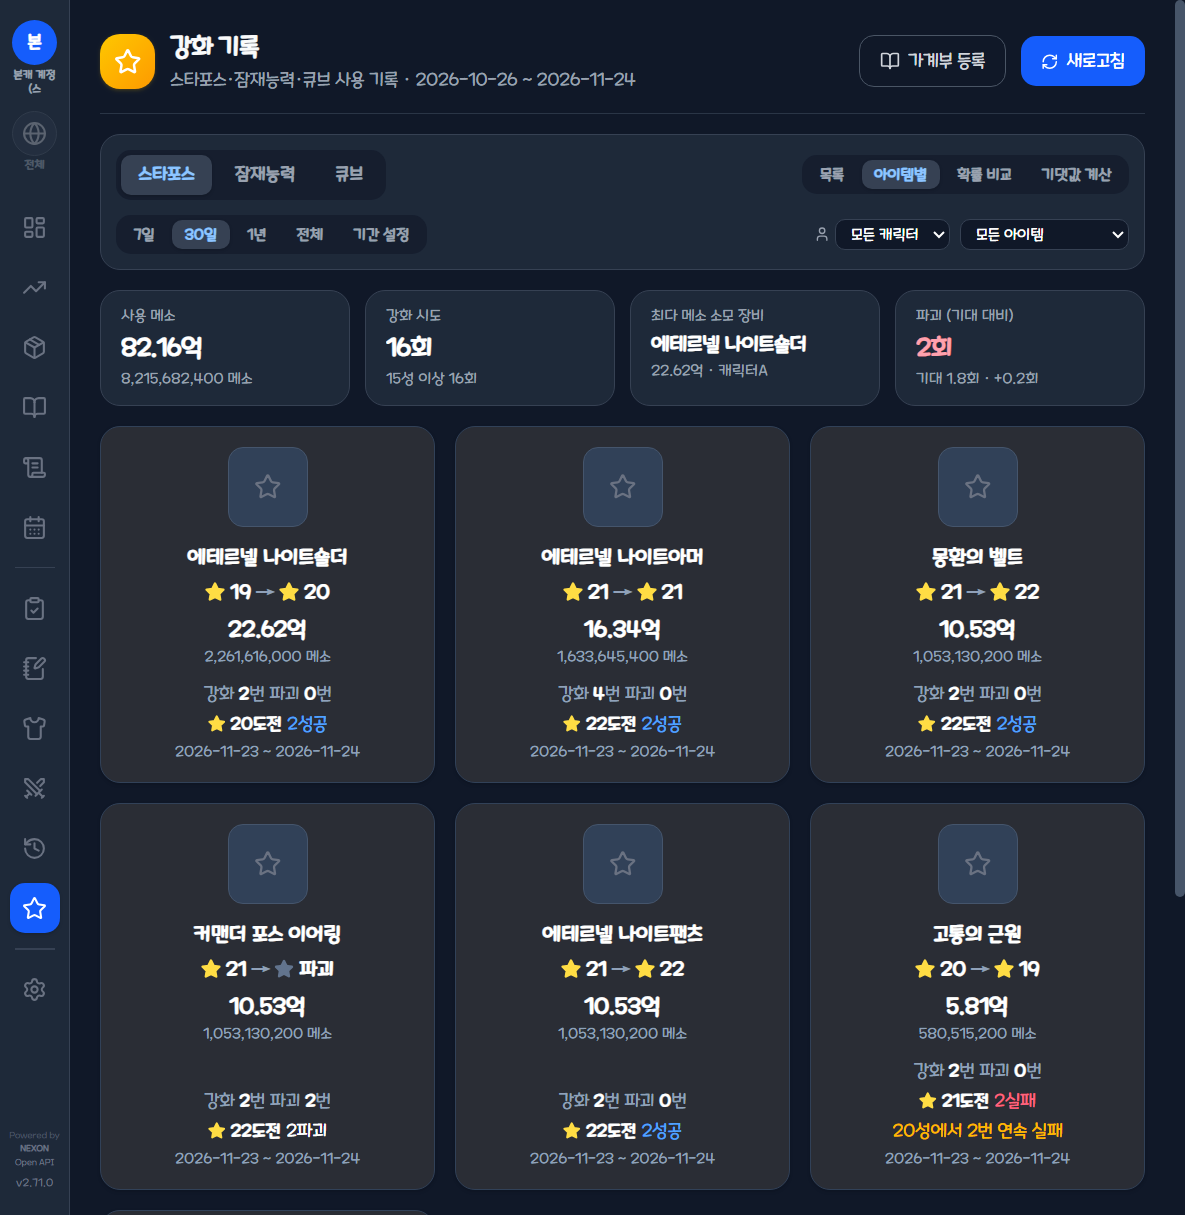 본
본캐 계정
(스
전체
Powered by
NEXON
Open API
v2.71.0
강화 기록
스타포스·잠재능력·큐브 사용 기록 · 2026-10-26 ~ 2026-11-24
가계부 등록
새로고침
스타포스 잠재능력 큐브
목록 아이템별 확률 비교 기댓값 계산
7일 30일 1년 전체 기간 설정
모든 캐릭터 모든 아이템
사용 메소
82.16억
8,215,682,400 메소
강화 시도
16회
15성 이상 16회
최다 메소 소모 장비
에테르넬 나이트숄더
22.62억 · 캐릭터A
파괴 (기대 대비)
2회
기대 1.8회 · +0.2회
에테르넬 나이트숄더
19 → 20
22.62억
2,261,616,000 메소
강화 2번 파괴 0번
20도전 2성공
2026-11-23 ~ 2026-11-24
에테르넬 나이트아머
21 → 21
16.34억
1,633,645,400 메소
강화 4번 파괴 0번
22도전 2성공
2026-11-23 ~ 2026-11-24
몽환의 벨트
21 → 22
10.53억
1,053,130,200 메소
강화 2번 파괴 0번
22도전 2성공
2026-11-23 ~ 2026-11-24
커맨더 포스 이어링
21 → 파괴
10.53억
1,053,130,200 메소
강화 2번 파괴 2번
22도전 2파괴
2026-11-23 ~ 2026-11-24
에테르넬 나이트팬츠
21 → 22
10.53억
1,053,130,200 메소
강화 2번 파괴 0번
22도전 2성공
2026-11-23 ~ 2026-11-24
고통의 근원
20 → 19
5.81억
580,515,200 메소
강화 2번 파괴 0번
21도전 2실패
20성에서 2번 연속 실패
2026-11-23 ~ 2026-11-24